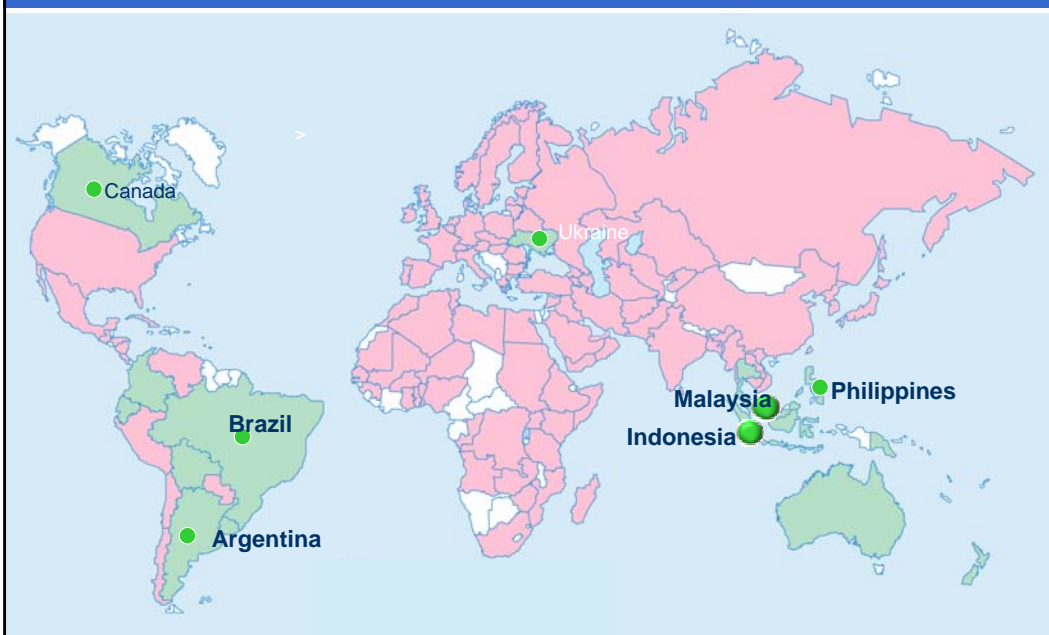 >
Canada
Ukraine
Malaysia
Philippines
Brazil
Indonesia
Argentina